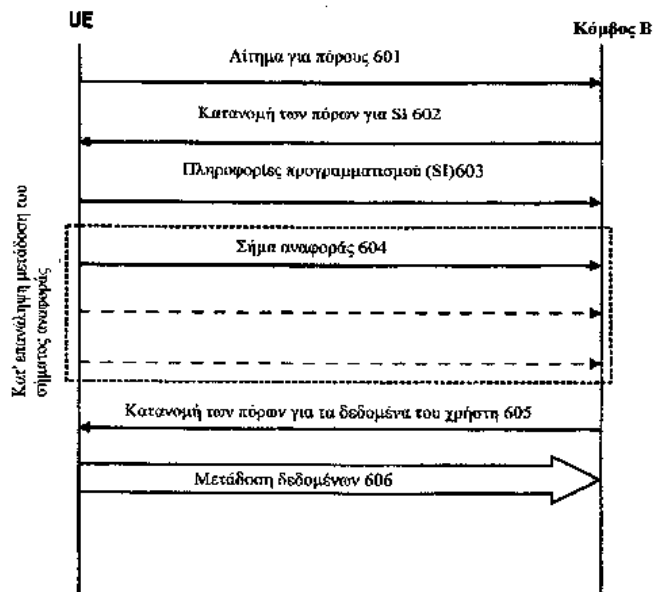 UE
Κόμβος Β
Αίτημα για πόρους 601
Κατανομή των πόρων για SI 602
Πληροφορίες προγραμματισμού (SI)603
Σήμα αναφοράς 604
Κατ' επανάληψη μετάδοση του
σήματος αναφοράς
Κατανομή των πόρων για τα δεδομένα του χρήστη 605
Μετάδοση δεδομένων 606